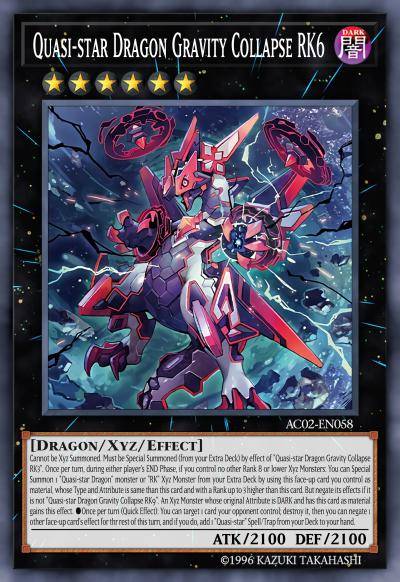 QUASI-STAR DRAGON GRAVITY COLLAPSE RK6
DARK
闇
AC02-EN058
[DRAGON/XYZ/EFFECT]
Cannot be Xyz Summoned. Must be Special Summoned (from your Extra Deck) by effect of "Quasi-star Dragon Gravity Collapse
RK3". Once per turn, during either player's END Phase, if you control no other Rank 8 or lower Xyz Monsters: You can Special
Summon 1 "Quasi-star Dragon" monster or "RK" Xyz Monster from your Extra Deck by using this face-up card you control as
material, whose Type and Attribute is same than this card and with a Rank up to 3 higher than this card. But negate its effects if it
is not "Quasi-star Dragon Gravity Collapse RK9". An Xyz Monster whose original Attribute is DARK and has this card as material
gains this effect. ●Once per turn (Quick Effect): You can target 1 card your opponent control; destroy it, then you can negate 1
other face-up card's effect for the rest of this turn, and if you do, add 1 "Quasi-star" Spell/Trap from your Deck to your hand.
ATK/2100 DEF/2100
©1996 KAZUKI TAKAHASHI